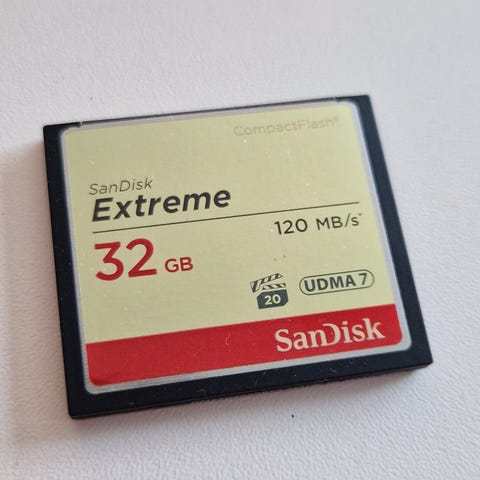 CompactFlash®
SanDisk
Extreme
120 MB/s*
32 GB
20 UDMA 7
SanDisk